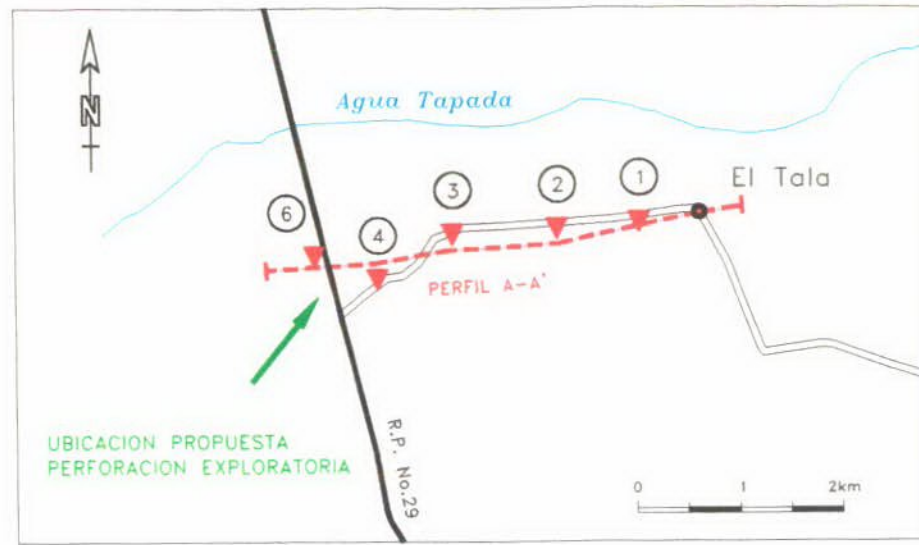 N
Agua Tapada
El Tala
1
2
3
6
4
PERFIL A-A'
UBICACION PROPUESTA
PERFORACION EXPLORATORIA
R.P. No.29
0 1 2km